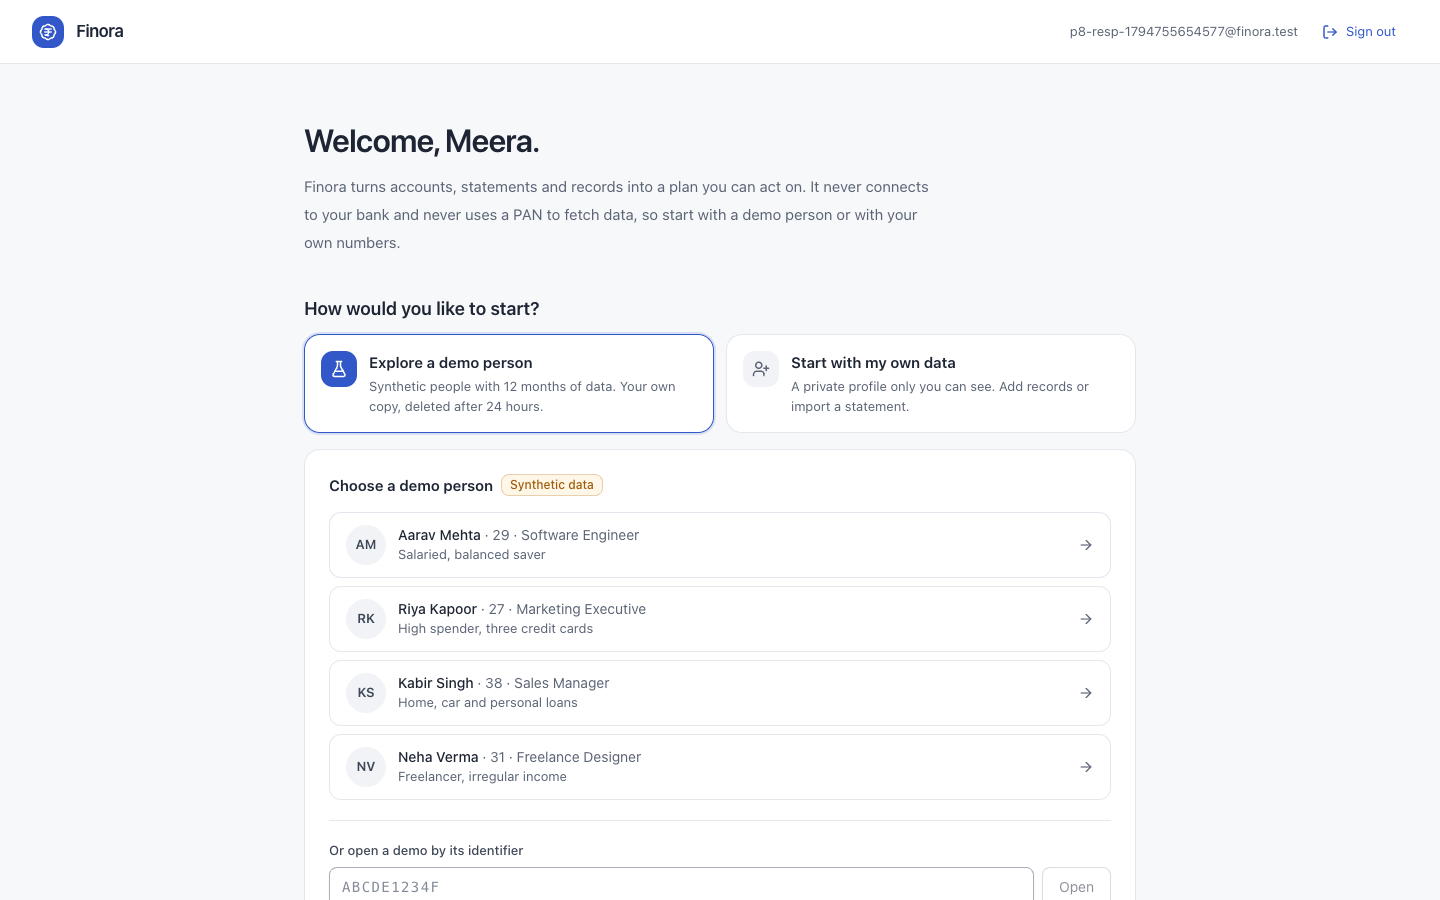 Finora
p8-resp-1794755654577@finora.test
Sign out
Welcome, Meera.
Finora turns accounts, statements and records into a plan you can act on. It never connects
to your bank and never uses a PAN to fetch data, so start with a demo person or with your
own numbers.
How would you like to start?
Explore a demo person
Synthetic people with 12 months of data. Your own
copy, deleted after 24 hours.
Start with my own data
A private profile only you can see. Add records or
import a statement.
Choose a demo person
Synthetic data
AM
Aarav Mehta · 29 · Software Engineer
Salaried, balanced saver
RK
Riya Kapoor · 27 · Marketing Executive
High spender, three credit cards
KS
Kabir Singh · 38 · Sales Manager
Home, car and personal loans
NV
Neha Verma · 31 · Freelance Designer
Freelancer, irregular income
Or open a demo by its identifier
ABCDE1234F
Open